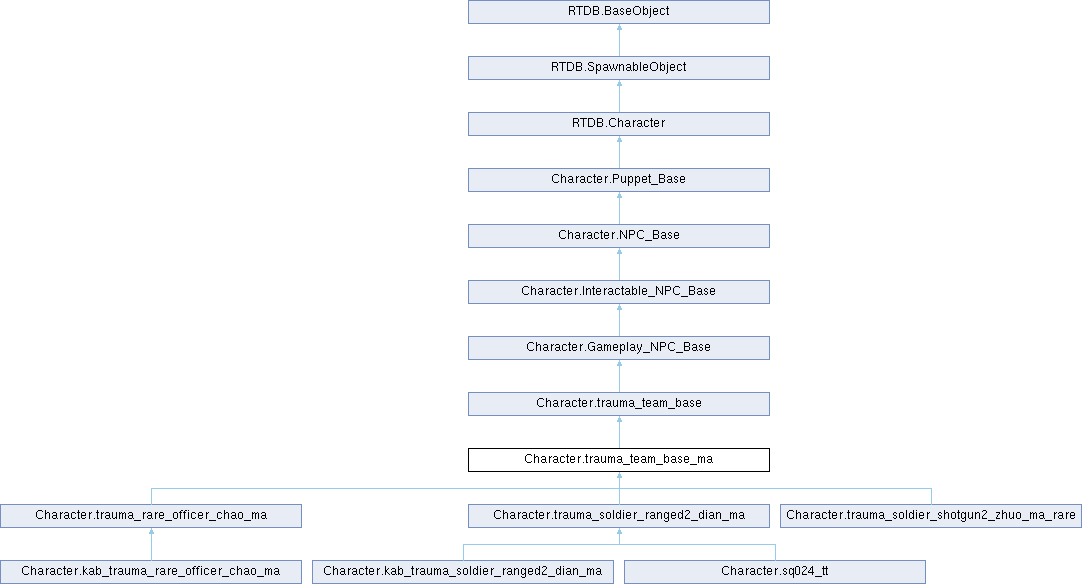 RTDB.BaseObject
RTDB.SpawnableObject
RTDB.Character
Character.Puppet_Base
Character.NPC_Base
Character.Interactable_NPC_Base
Character.Gameplay_NPC_Base
Character.trauma_team_base
Character.trauma_team_base_ma
Character.trauma_rare_officer_chao_ma
Character.trauma_soldier_ranged2_dian_ma
Character.trauma_soldier_shotgun2_zhuo_ma_rare
Character.kab_trauma_rare_officer_chao_ma
Character.kab_trauma_soldier_ranged2_dian_ma
Character.sq024_tt